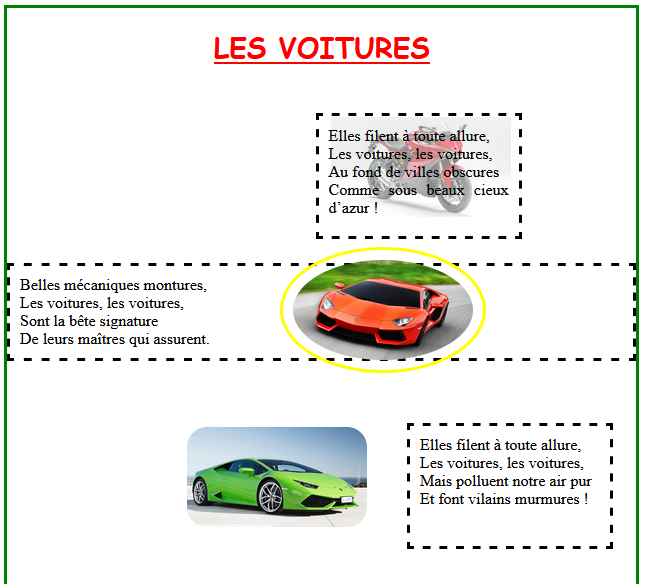 LES VOITURES
Elles filent à toute allure,
Les voitures, les voitures,
Au fond de villes obscures
Comme sous beaux cieux
d’azur !
Belles mécaniques montures,
Les voitures, les voitures,
Sont la bête signature
De leurs maîtres qui assurent.
Elles filent à toute allure,
Les voitures, les voitures,
Mais polluent notre air pur
Et font vilains murmures !